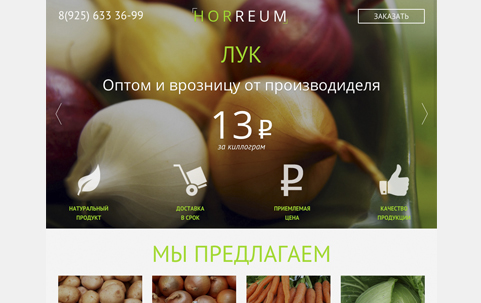 8(925) 633 36-99
HORREUM
ЗАКАЗАТЬ
ЛУК
Оптом и врозницу от производиделя
13 ₽
за киллограм
НАТУРАЛЬНЫЙ
ПРОДУКТ
ДОСТАВКА
В СРОК
ПРИЕМЛЕМАЯ
ЦЕНА
КАЧЕСТВО
ПРОДУКЦИИ
МЫ ПРЕДЛАГАЕМ